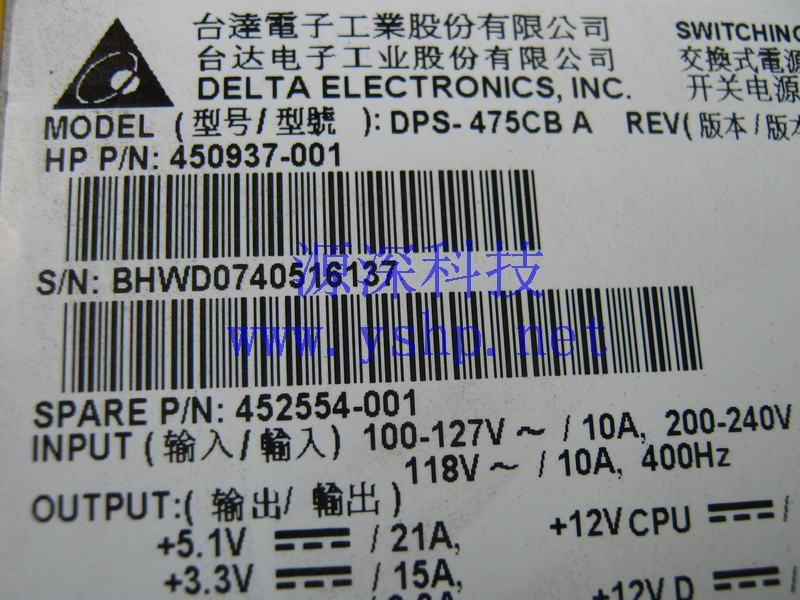 台達電子工業股份有限公司
台达电子工业股份有限公司
DELTA ELECTRONICS, INC.
SWITCHING
交換式電源
开关电源
MODEL (型号/型號): DPS-475CB A REV(版本/版本
HP P/N: 450937-001
S/N: BHWD0740516137
源深科技
www.yshp.net
SPARE P/N: 452554-001
INPUT (输入/輸入) 100-127V ~ / 10A, 200-240V
118V ~ / 10A, 400Hz
OUTPUT:(输出/輸出)
+5.1V / 21A, +12V CPU /
+3.3V / 15A, +12V D